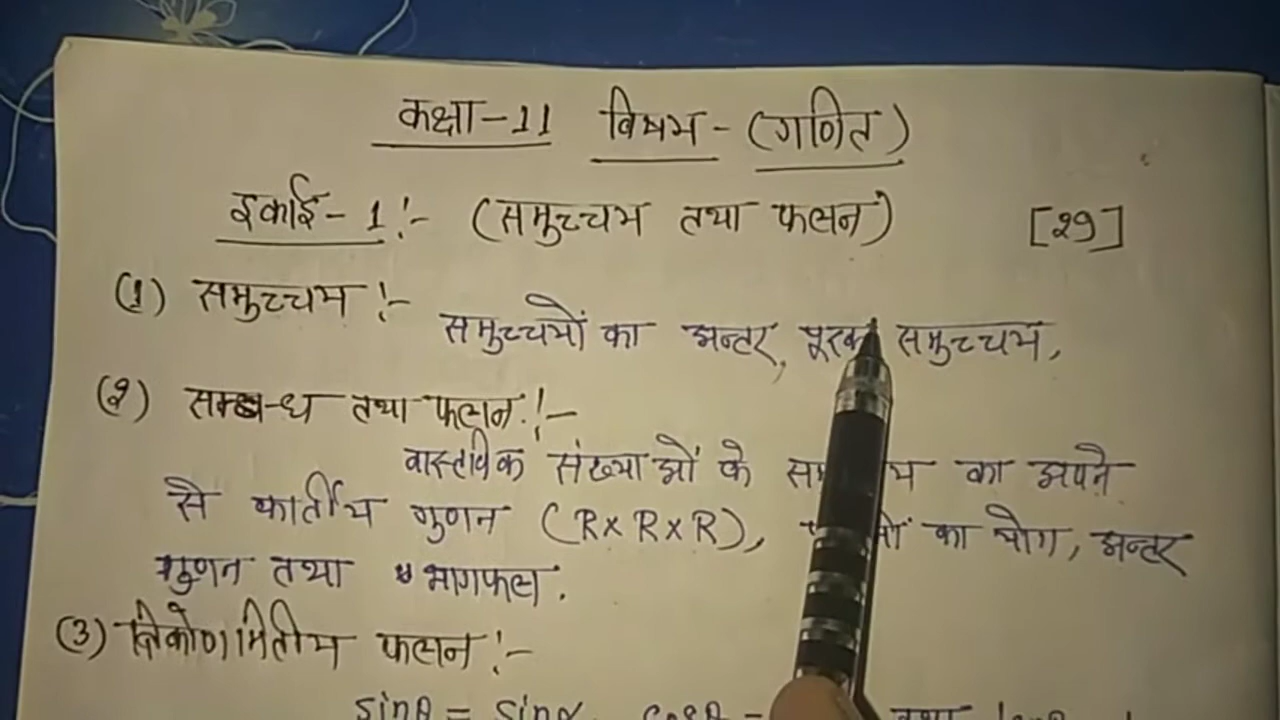 कक्षा-11 विषय - (गणित)
इकाई-1:- (समुच्चय तथा फलन) [29]
(1) समुच्चय :-
समुच्चयों का अन्तर, पूरक समुच्चय,
(2) सम्बन्ध तथा फलन :-
वास्तविक संख्याओं के का अपने
से कार्तीय गुणन (R×R×R), का योग, अन्तर
गुणन तथा भागफल.
(3) त्रिकोणमितीय फलन :-
sinθ = sinα, cosθ = तथा